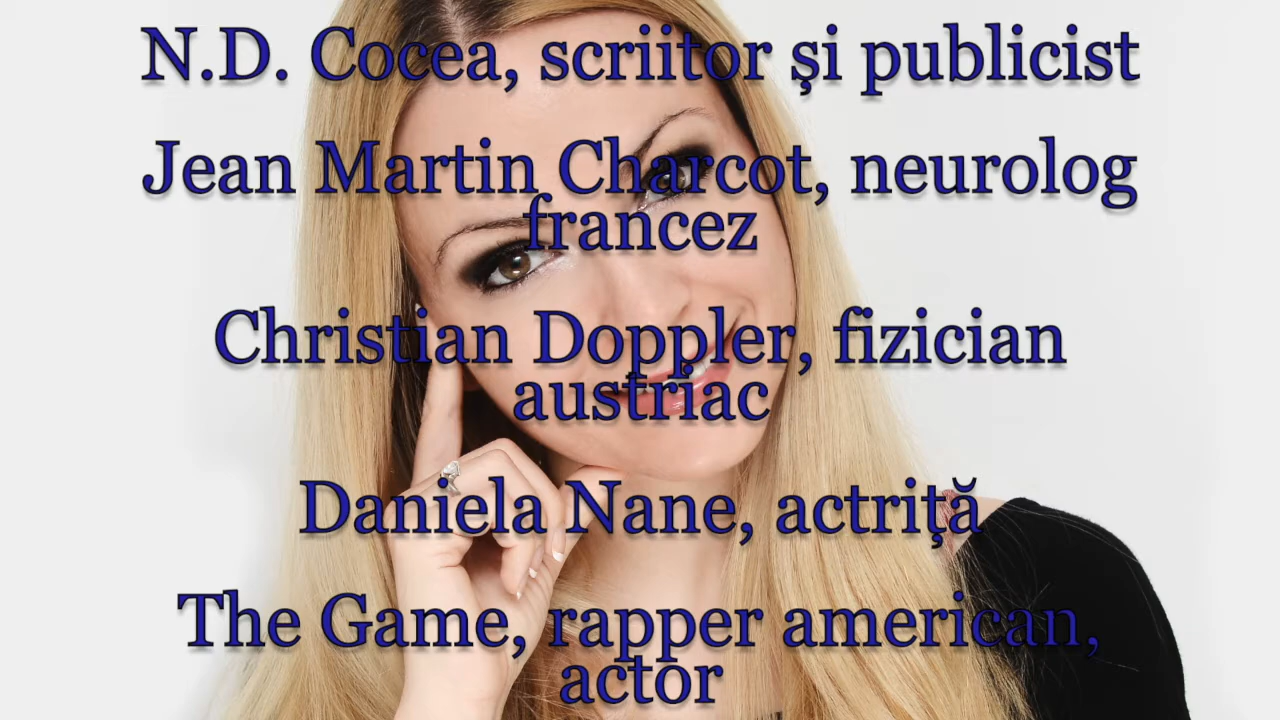 N.D. Cocea, scriitor și publicist
Jean Martin Charcot, neurolog
francez
Christian Doppler, fizician
austriac
Daniela Nane, actriță
The Game, rapper american,
actor